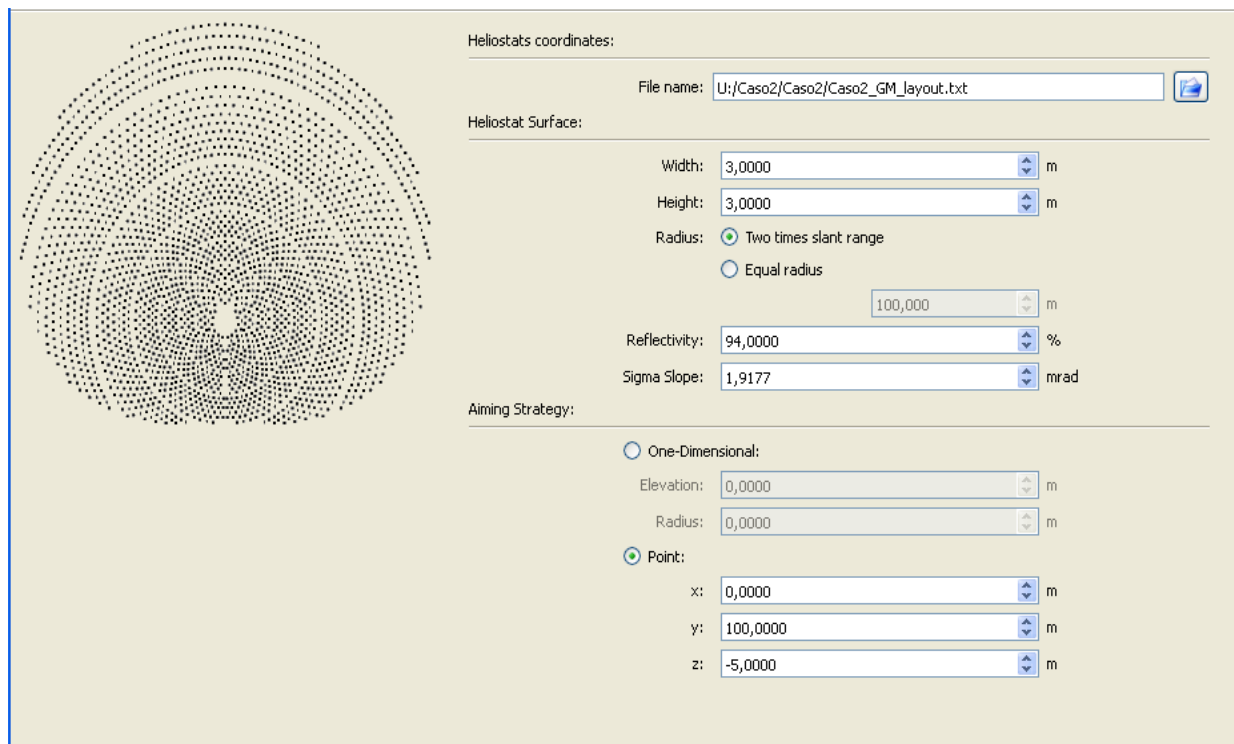 Heliostats coordinates:
File name: U:/Caso2/Caso2/Caso2_GM_layout.txt
Heliostat Surface:
Width: 3,0000 m
Height: 3,0000 m
Radius: Two times slant range
Equal radius
100,000 m
Reflectivity: 94,0000 %
Sigma Slope: 1,9177 mrad
Aiming Strategy:
One-Dimensional:
Elevation: 0,0000 m
Radius: 0,0000 m
Point:
x: 0,0000 m
y: 100,0000 m
z: -5,0000 m